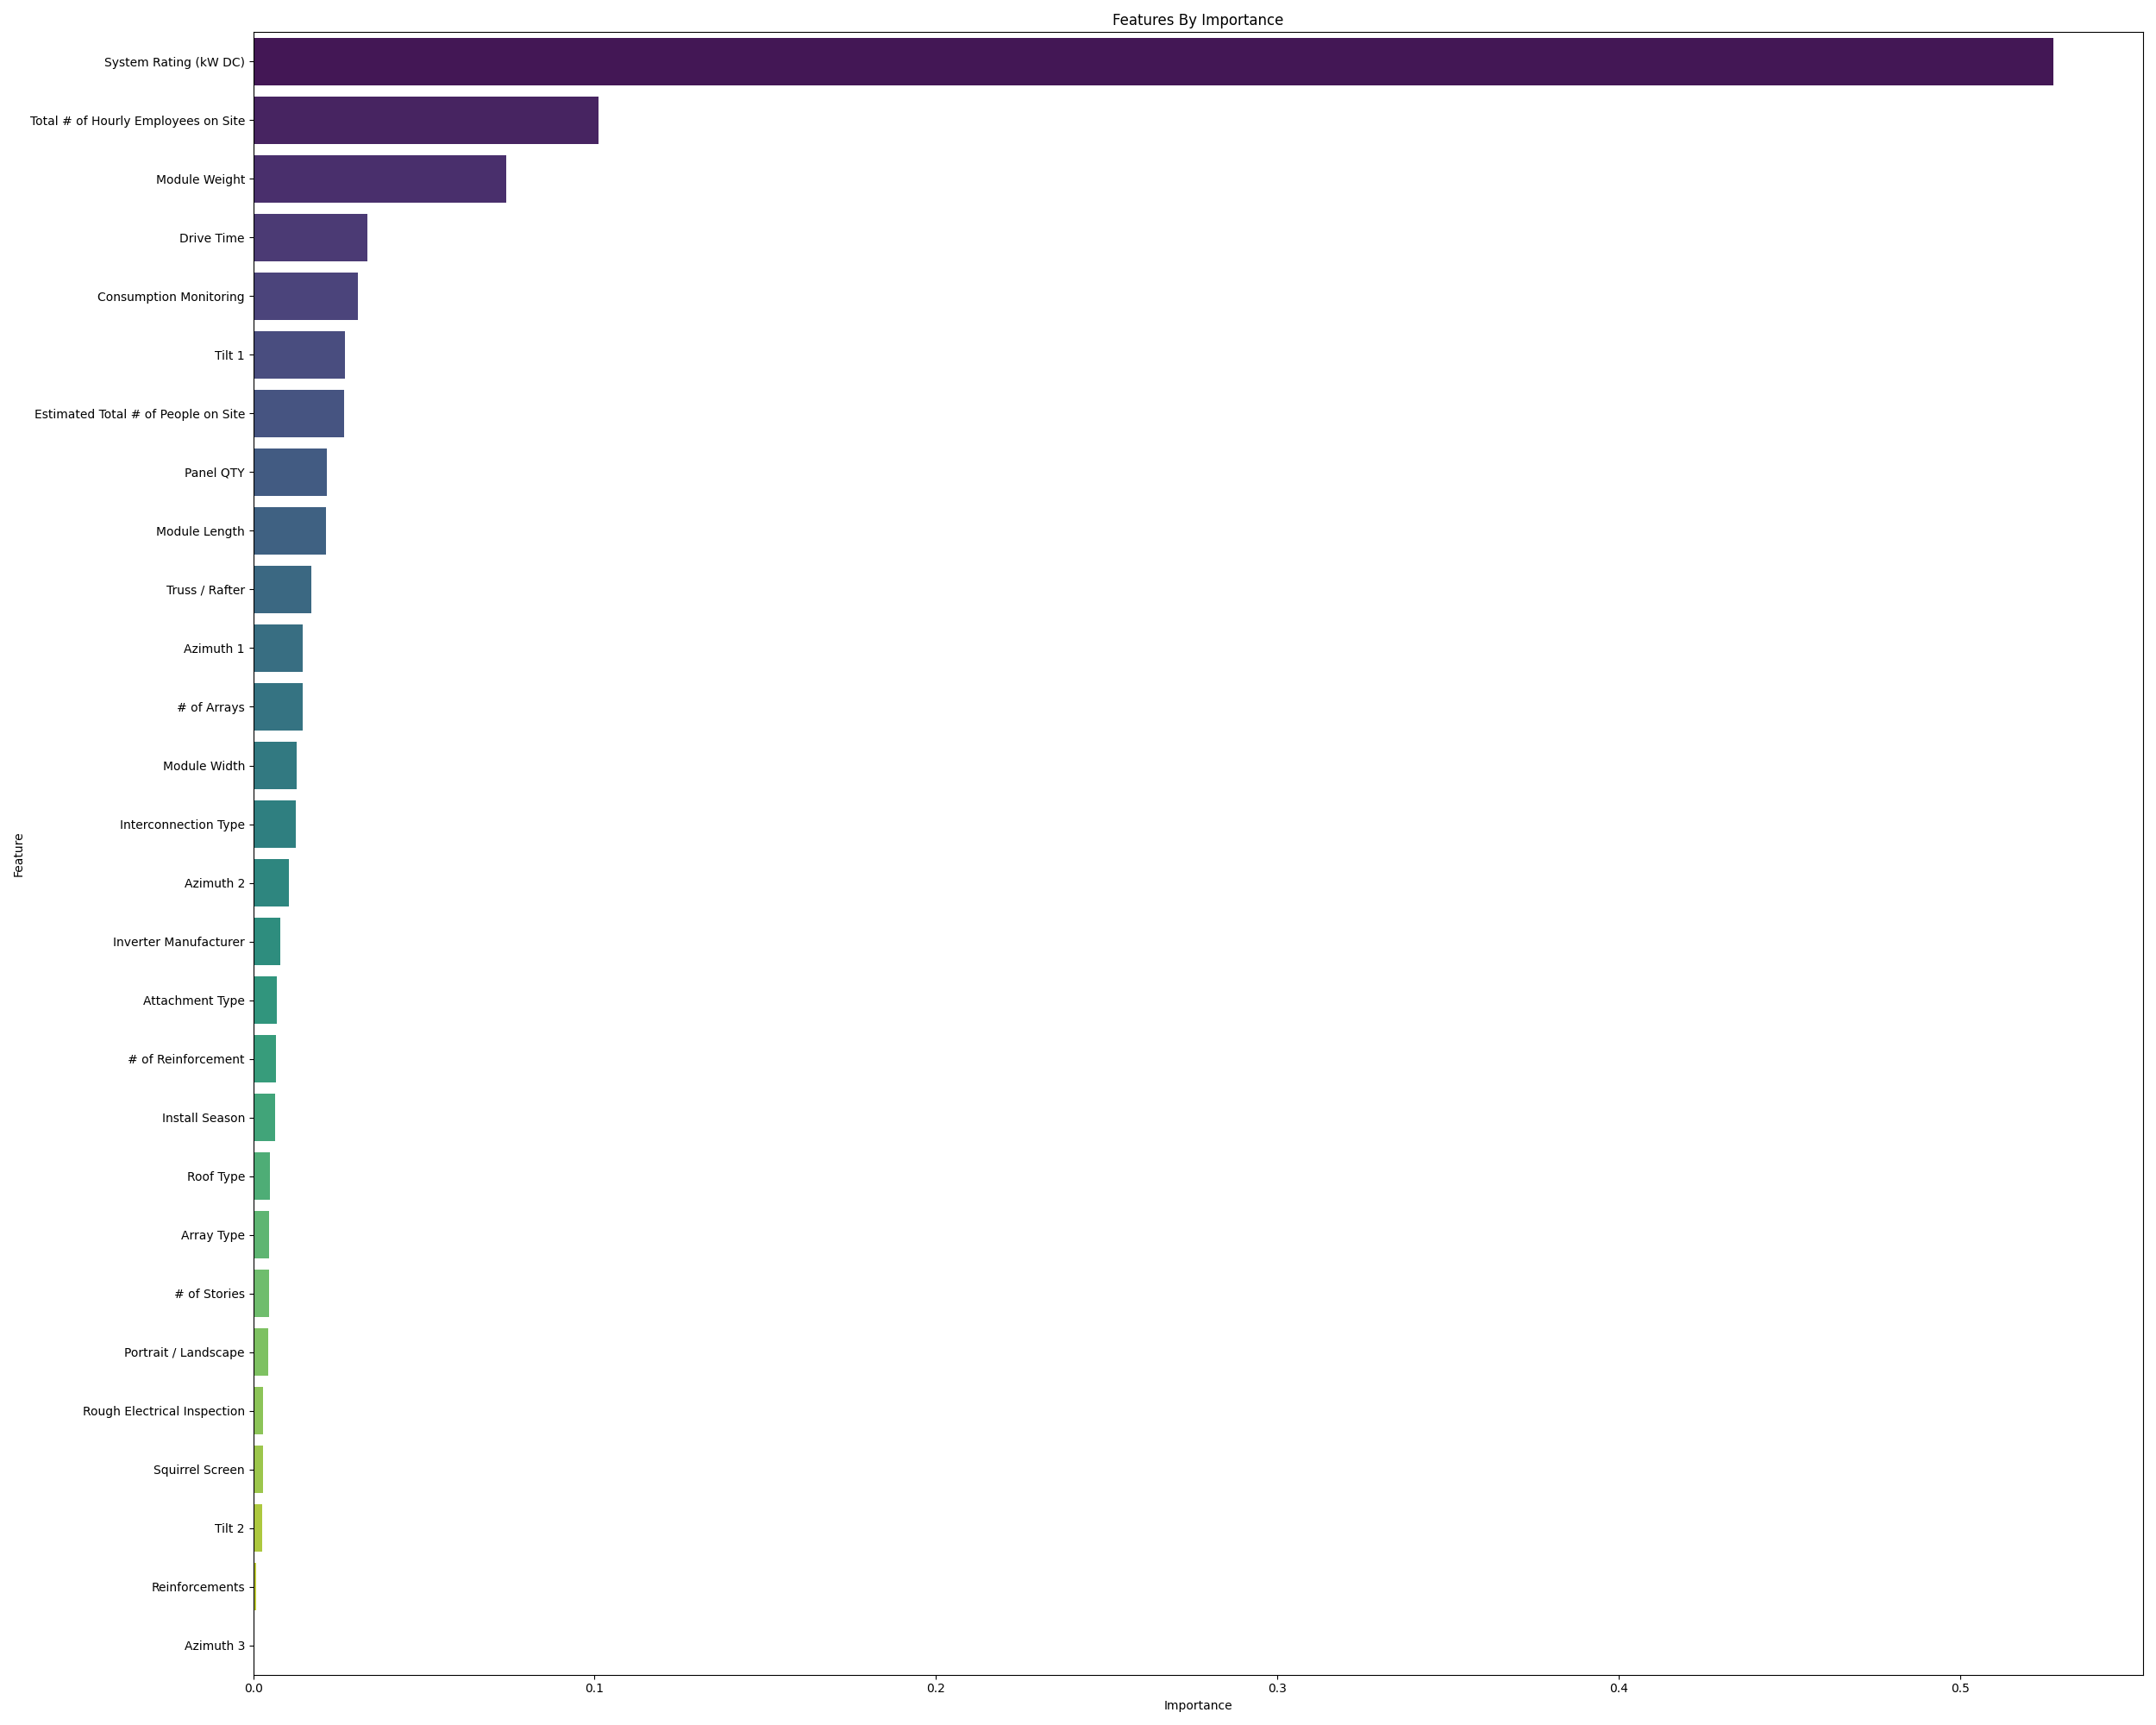 Features By Importance
System Rating (kW DC)
Total # of Hourly Employees on Site
Module Weight
Drive Time
Consumption Monitoring
Tilt 1
Estimated Total # of People on Site
Panel QTY
Module Length
Truss / Rafter
Azimuth 1
# of Arrays
Module Width
Interconnection Type
Azimuth 2
Inverter Manufacturer
Attachment Type
# of Reinforcement
Install Season
Roof Type
Array Type
# of Stories
Portrait / Landscape
Rough Electrical Inspection
Squirrel Screen
Tilt 2
Reinforcements
Azimuth 3
Feature
0.0 0.1 0.2 0.3 0.4 0.5
Importance